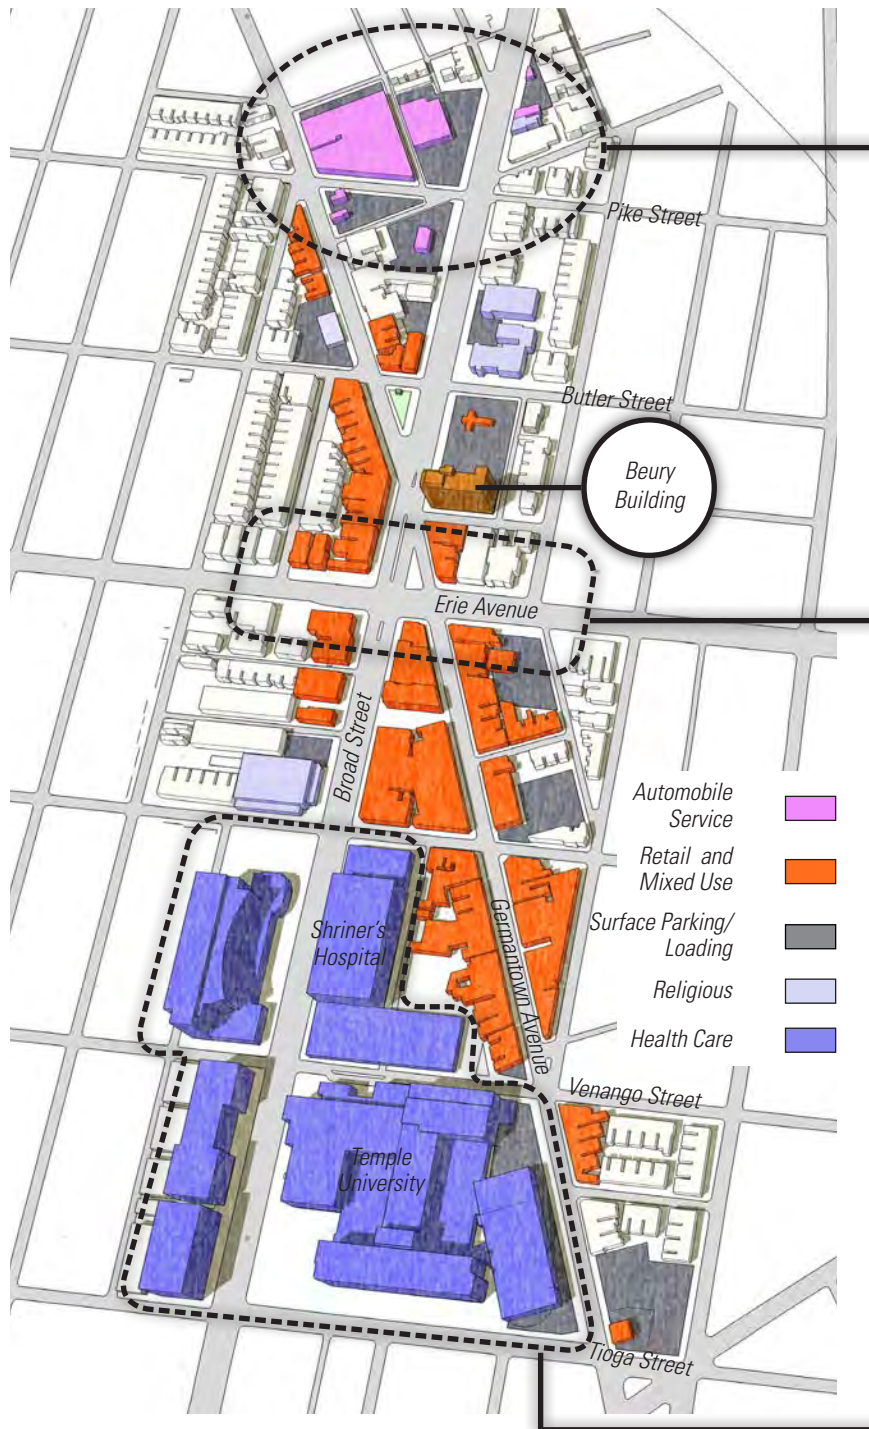 ?
Pike Street
Butler Street
Beury
Building
Erie Avenue
Broad Street
Automobile
Service
Retail and
Mixed Use
Surface Parking/
Loading
Religious
Health Care
Shriner's
Hospital
Germantown Avenue
Venango Street
Temple
University
Tioga Street